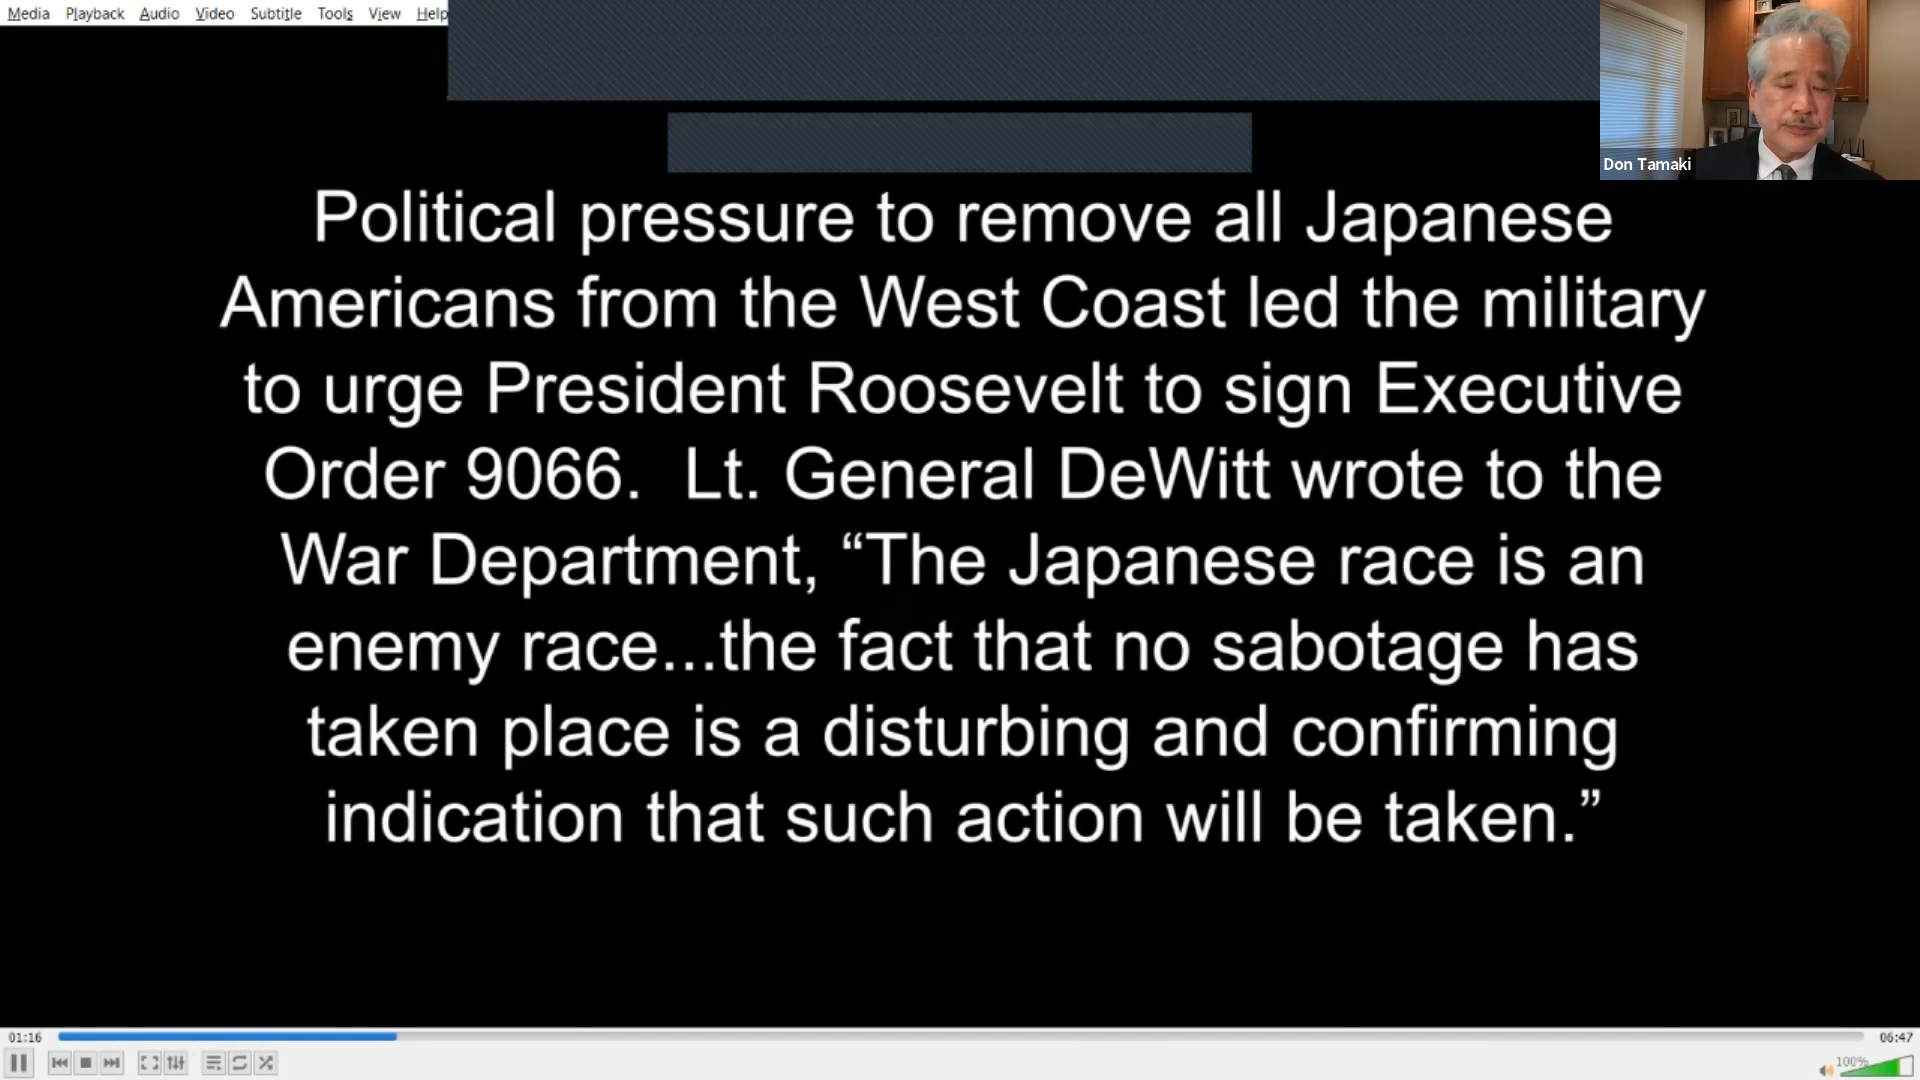 Media Playback Audio Video Subtitle Tools View Help
Don Tamaki
Political pressure to remove all Japanese
Americans from the West Coast led the military
to urge President Roosevelt to sign Executive
Order 9066.  Lt. General DeWitt wrote to the
War Department, “The Japanese race is an
enemy race...the fact that no sabotage has
taken place is a disturbing and confirming
indication that such action will be taken.”
01:16 06:47
100%